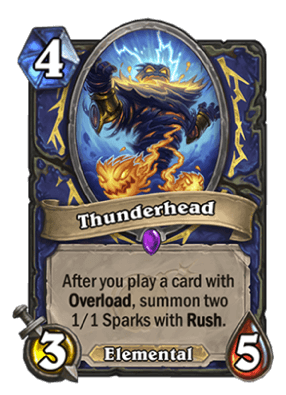 4
Thunderhead
After you play a card with
Overload, summon two
1/1 Sparks with Rush.
3
Elemental
5